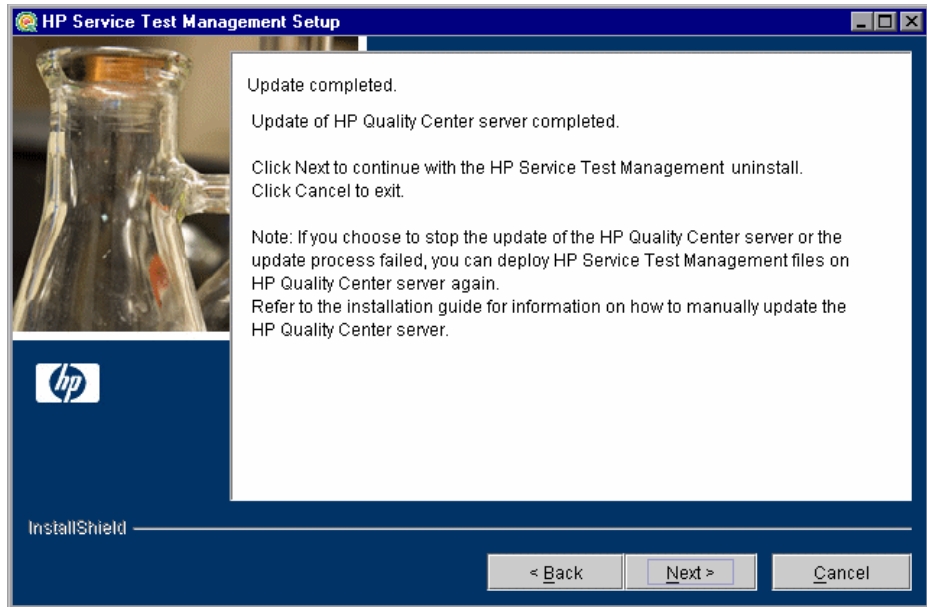 HP Service Test Management Setup
Update completed.
Update of HP Quality Center server completed.
Click Next to continue with the HP Service Test Management uninstall.
Click Cancel to exit.
Note: If you choose to stop the update of the HP Quality Center server or the
update process failed, you can deploy HP Service Test Management files on
HP Quality Center server again.
Refer to the installation guide for information on how to manually update the
HP Quality Center server.
hp
InstallShield
< Back
Next >
Cancel